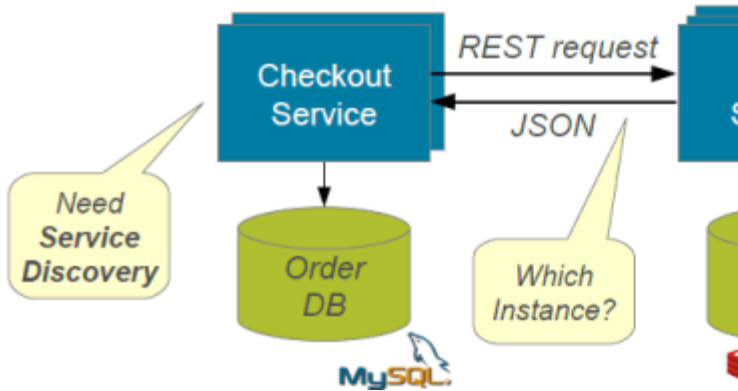 Checkout
Service
REST request
JSON
S
Need
Service
Discovery
Order
DB
Which
Instance?
MySQL